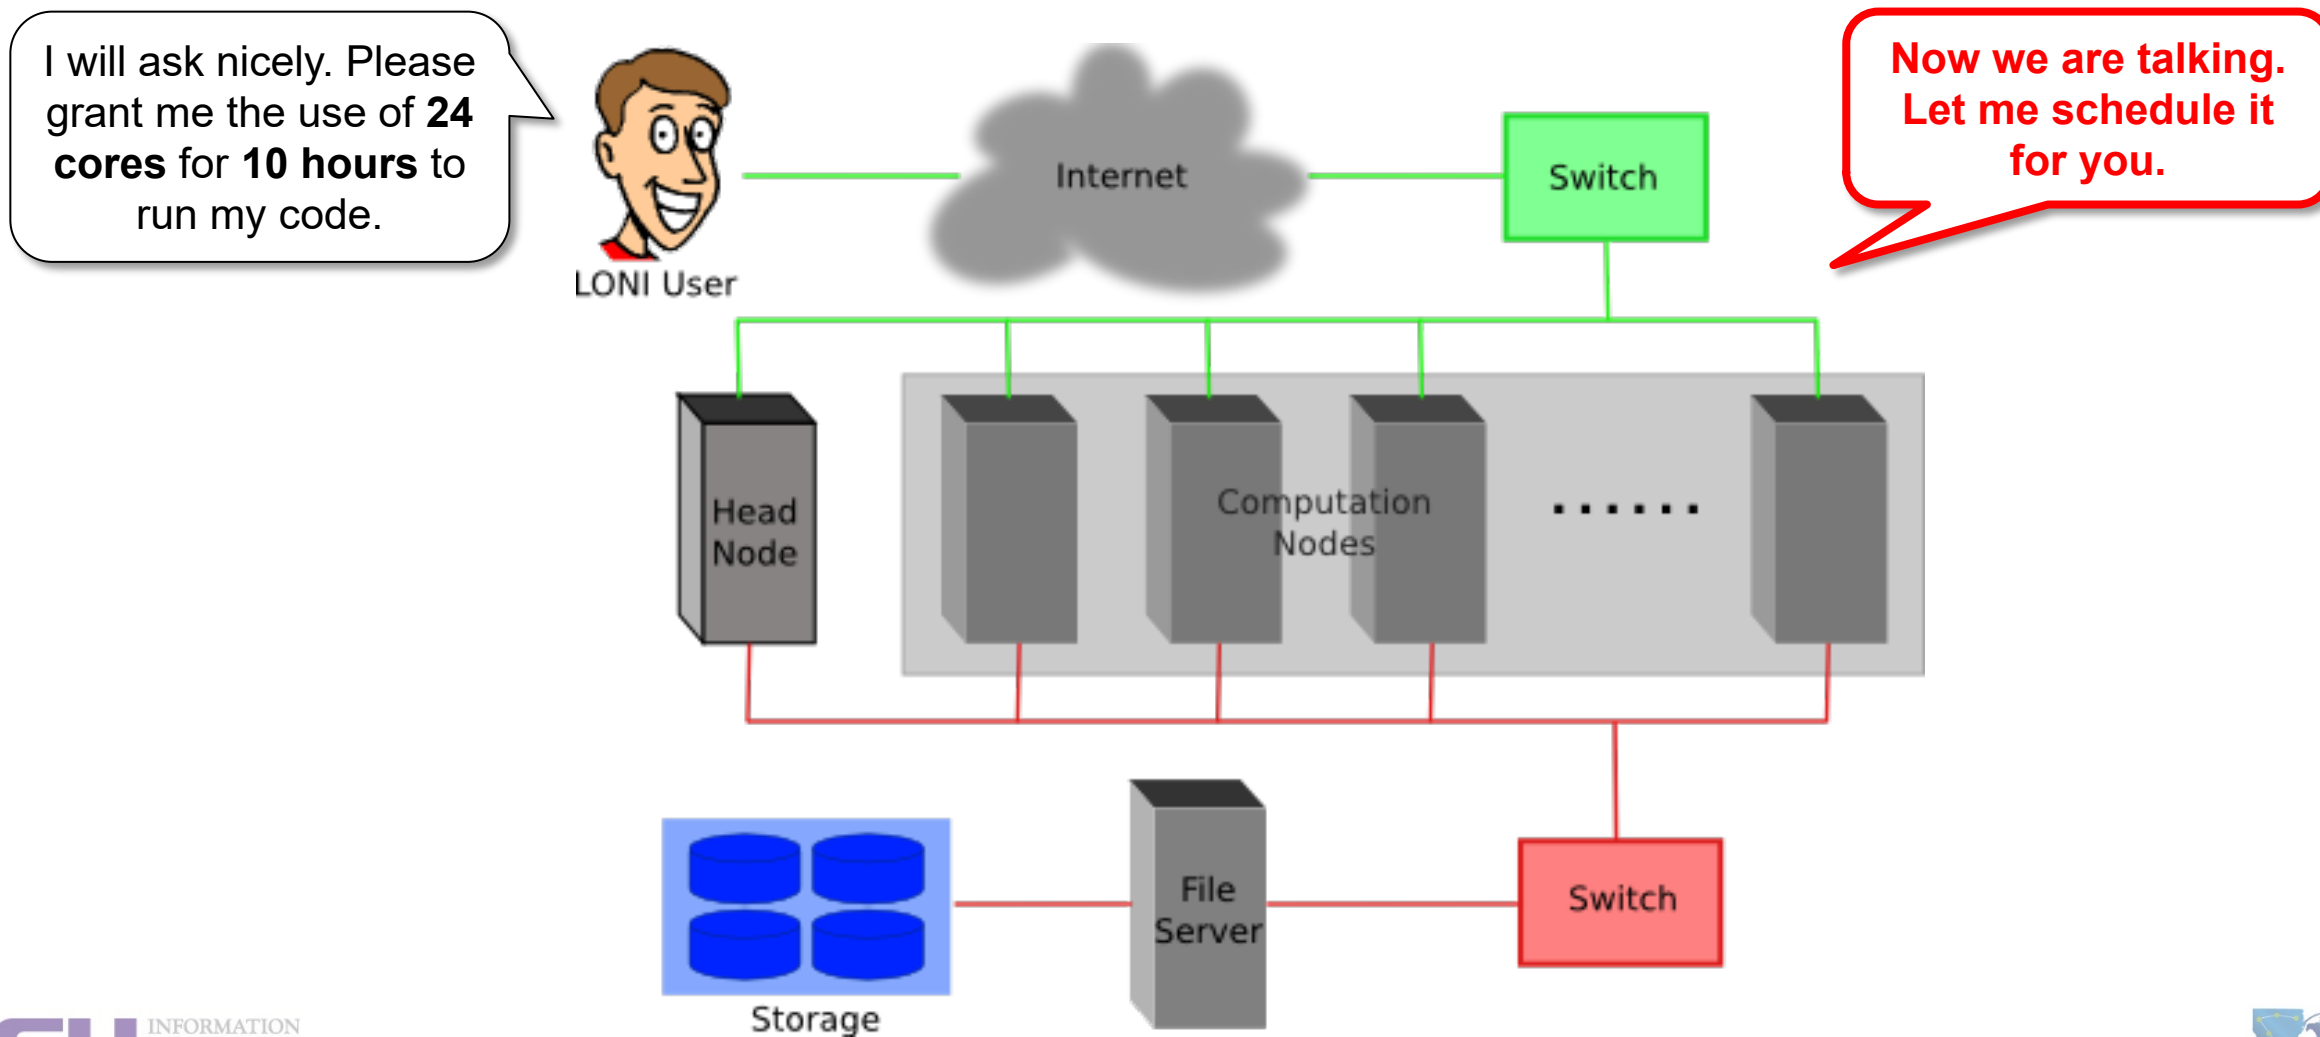 I will ask nicely. Please
grant me the use of 24
cores for 10 hours to
run my code.
Now we are talking.
Let me schedule it
for you.
Internet
Switch
LONI User
Head
Node
Computation
Nodes
......
File
Server
Switch
Storage
INFORMATION